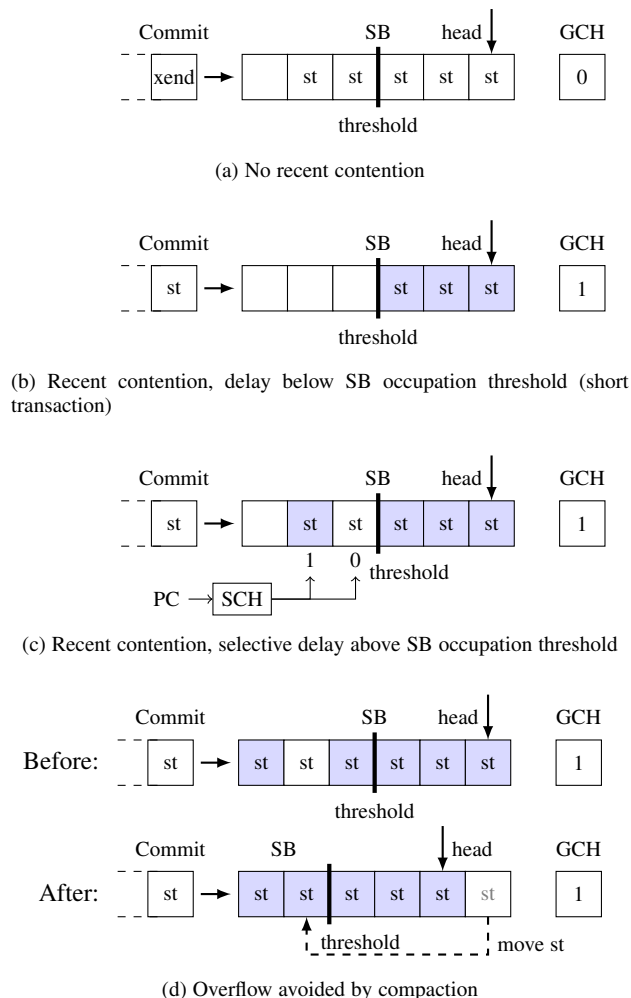 Commit SB head GCH
xend st st st st st 0
threshold
(a) No recent contention
Commit SB head GCH
st st st st 1
threshold
(b) Recent contention, delay below SB occupation threshold (short
transaction)
Commit SB head GCH
st st st st st st 1
1 0 threshold
PC SCH
(c) Recent contention, selective delay above SB occupation threshold
Commit SB head GCH
Before: st st st st st st st 1
threshold
Commit SB head GCH
After: st st st st st st st 1
threshold move st
(d) Overflow avoided by compaction